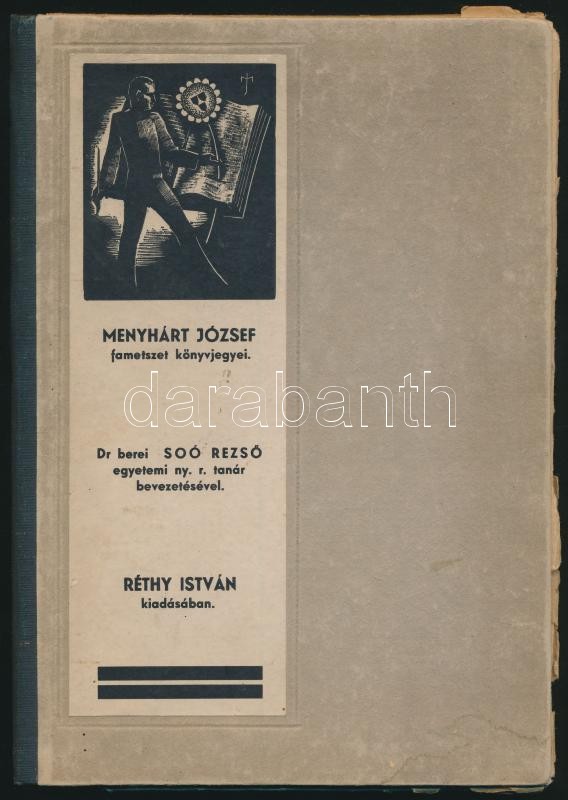 MENYHÁRT JÓZSEF
fametszet könyvjegyei.
darabanth
Dr berei SOÓ REZSŐ
egyetemi ny. r. tanár
bevezetésével.
RÉTHY ISTVÁN
kiadásában.